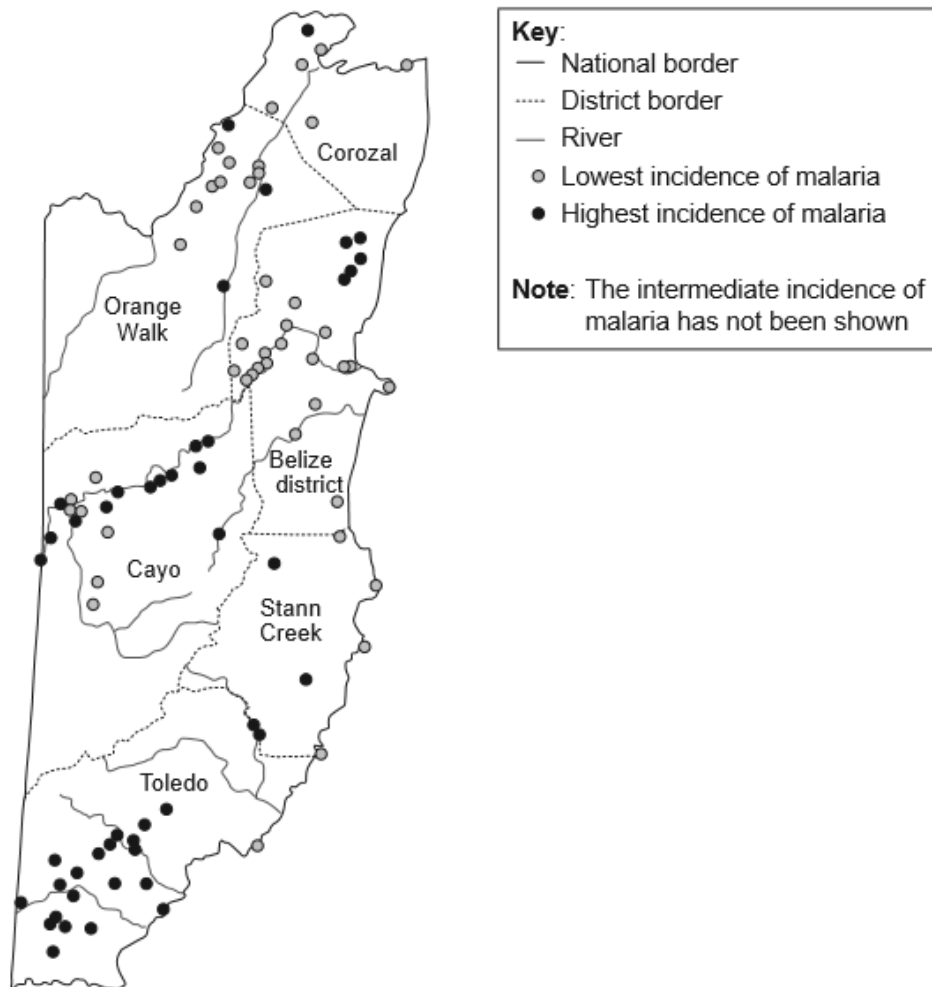 Corozal
Orange
Walk
Belize
district
Cayo
Stann
Creek
Toledo
Key:
National border
District border
River
Lowest incidence of malaria
Highest incidence of malaria
Note: The intermediate incidence of
malaria has not been shown